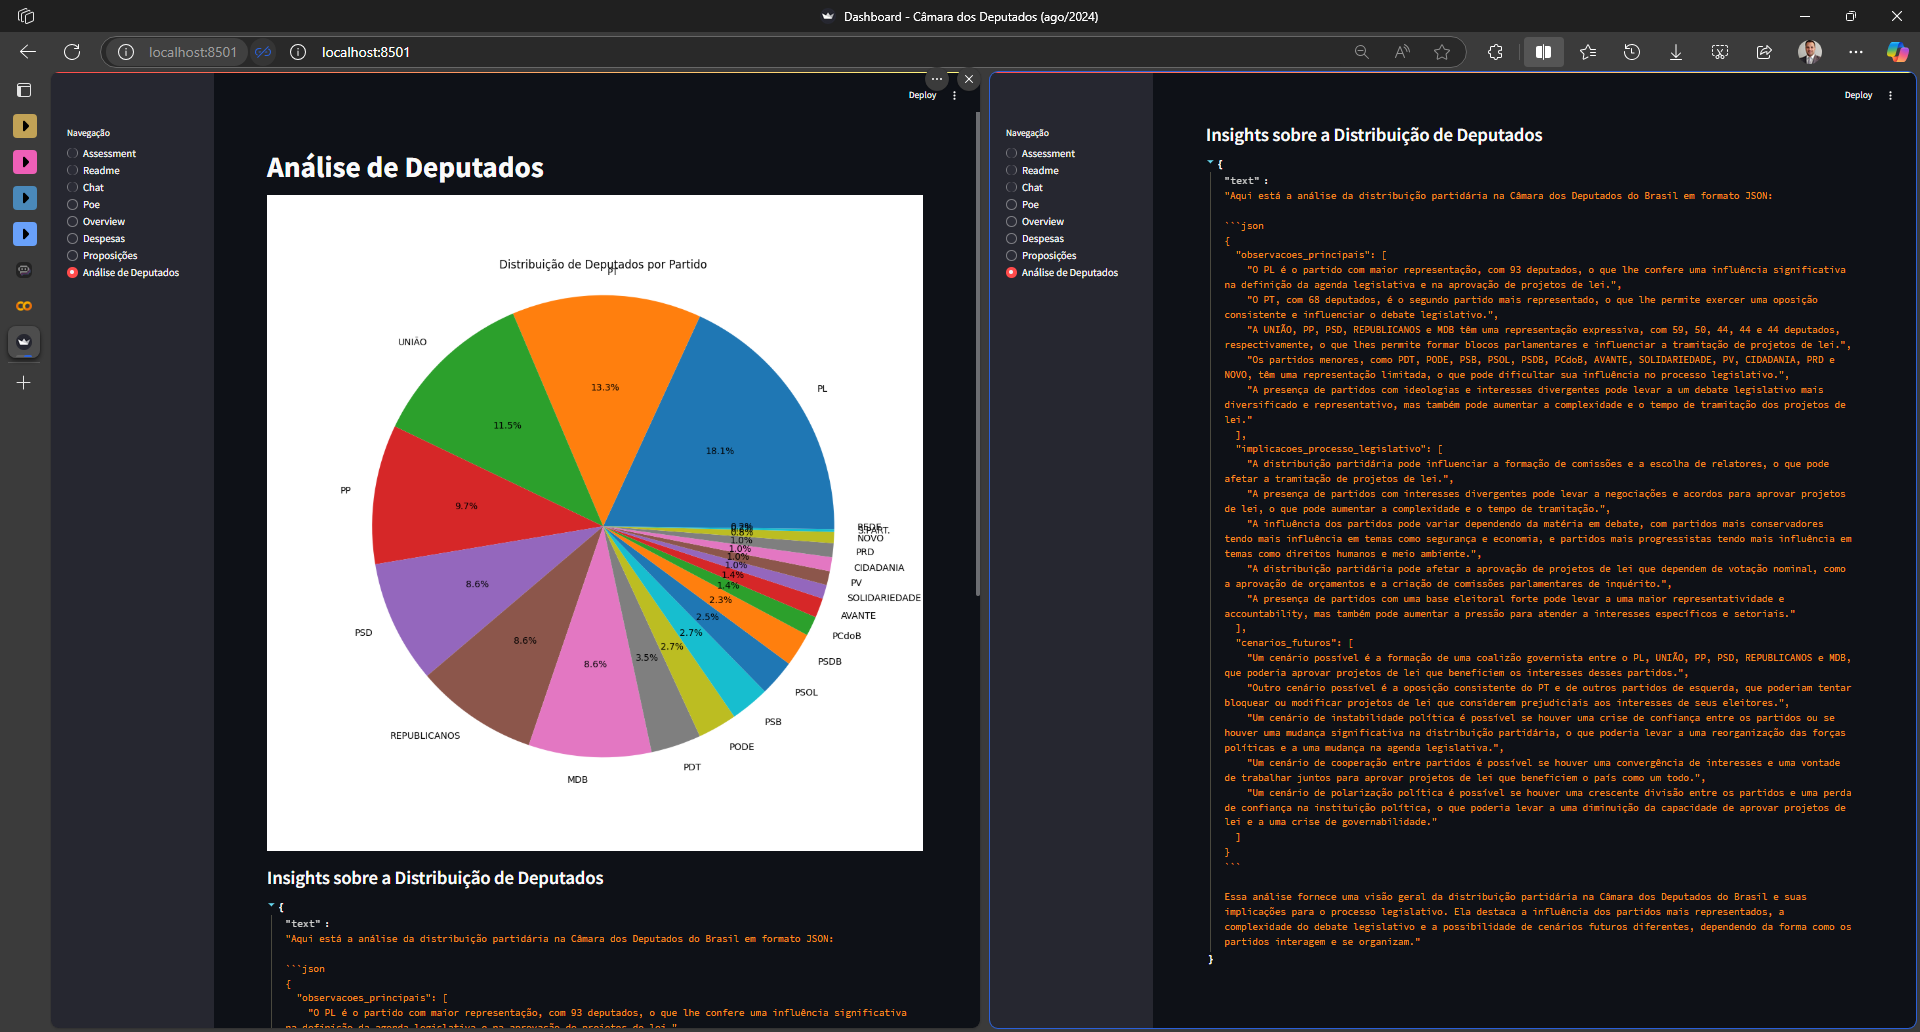 Dashboard - Câmara dos Deputados (ago/2024)
localhost:8501
localhost:8501
Deploy
Navegação
Assessment
Readme
Chat
Poe
Overview
Despesas
Proposições
Análise de Deputados
Análise de Deputados
Distribuição de Deputados por Partido
PT
UNIÃO
PL
13.3%
11.5%
18.1%
PP
9.7%
REDE
S.PART.
NOVO
PRD
CIDADANIA
PV
SOLIDARIEDADE
AVANTE
PCdoB
PSDB
PSOL
PSB
PODE
PDT
MDB
REPUBLICANOS
PSD
0.2%
0.8%
1.0%
1.0%
1.0%
1.0%
1.4%
1.4%
2.3%
2.5%
2.7%
2.7%
3.5%
8.6%
8.6%
8.6%
Insights sobre a Distribuição de Deputados
{
"text" :
"Aqui está a análise da distribuição partidária na Câmara dos Deputados do Brasil em formato JSON:
```json
{
"observacoes_principais": [
"O PL é o partido com maior representação, com 93 deputados, o que lhe confere uma influência significativa
na definição da agenda legislativa e na aprovação de projetos de lei."
Deploy
Navegação
Assessment
Readme
Chat
Poe
Overview
Despesas
Proposições
Análise de Deputados
Insights sobre a Distribuição de Deputados
{
"text" :
"Aqui está a análise da distribuição partidária na Câmara dos Deputados do Brasil em formato JSON:
```json
{
"observacoes_principais": [
"O PL é o partido com maior representação, com 93 deputados, o que lhe confere uma influência significativa
na definição da agenda legislativa e na aprovação de projetos de lei.",
"O PT, com 68 deputados, é o segundo partido mais representado, o que lhe permite exercer uma oposição
consistente e influenciar o debate legislativo.",
"A UNIÃO, PP, PSD, REPUBLICANOS e MDB têm uma representação expressiva, com 59, 50, 44, 44 e 44 deputados,
respectivamente, o que lhes permite formar blocos parlamentares e influenciar a tramitação de projetos de lei.",
"Os partidos menores, como PDT, PODE, PSB, PSOL, PSDB, PCdoB, AVANTE, SOLIDARIEDADE, PV, CIDADANIA, PRD e
NOVO, têm uma representação limitada, o que pode dificultar sua influência no processo legislativo.",
"A presença de partidos com ideologias e interesses divergentes pode levar a um debate legislativo mais
diversificado e representativo, mas também pode aumentar a complexidade e o tempo de tramitação dos projetos de
lei."
],
"implicacoes_processo_legislativo": [
"A distribuição partidária pode influenciar a formação de comissões e a escolha de relatores, o que pode
afetar a tramitação de projetos de lei.",
"A presença de partidos com interesses divergentes pode levar a negociações e acordos para aprovar projetos
de lei, o que pode aumentar a complexidade e o tempo de tramitação.",
"A influência dos partidos pode variar dependendo da matéria em debate, com partidos mais conservadores
tendo mais influência em temas como segurança e economia, e partidos mais progressistas tendo mais influência em
temas como direitos humanos e meio ambiente.",
"A distribuição partidária pode afetar a aprovação de projetos de lei que dependem de votação nominal, como
a aprovação de orçamentos e a criação de comissões parlamentares de inquérito.",
"A presença de partidos com uma base eleitoral forte pode levar a uma maior representatividade e
accountability, mas também pode aumentar a pressão para atender a interesses específicos e setoriais."
],
"cenarios_futuros": [
"Um cenário possível é a formação de uma coalizão governista entre o PL, UNIÃO, PP, PSD, REPUBLICANOS e MDB,
que poderia aprovar projetos de lei que beneficiem os interesses desses partidos.",
"Outro cenário possível é a oposição consistente do PT e de outros partidos de esquerda, que poderiam tentar
bloquear ou modificar projetos de lei que considerem prejudiciais aos interesses de seus eleitores.",
"Um cenário de instabilidade política é possível se houver uma crise de confiança entre os partidos ou se
houver uma mudança significativa na distribuição partidária, o que poderia levar a uma reorganização das forças
políticas e a uma mudança na agenda legislativa.",
"Um cenário de cooperação entre partidos é possível se houver uma convergência de interesses e uma vontade
de trabalhar juntos para aprovar projetos de lei que beneficiem o país como um todo.",
"Um cenário de polarização política é possível se houver uma crescente divisão entre os partidos e uma perda
de confiança na instituição política, o que poderia levar a uma diminuição da capacidade de aprovar projetos de
lei e a uma crise de governabilidade."
]
}
```
Essa análise fornece uma visão geral da distribuição partidária na Câmara dos Deputados do Brasil e suas
implicações para o processo legislativo. Ela destaca a influência dos partidos mais representados, a
complexidade do debate legislativo e a possibilidade de cenários futuros diferentes, dependendo da forma como os
partidos interagem e se organizam."
}